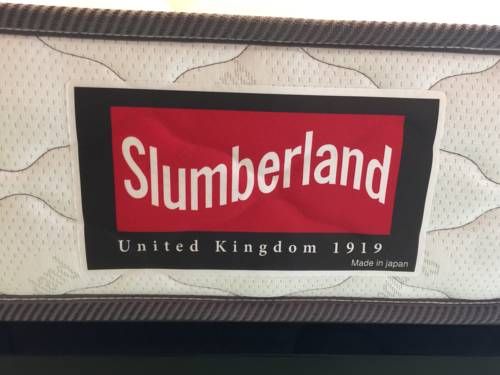 Slumberland
United Kingdom 1919
Made in japan